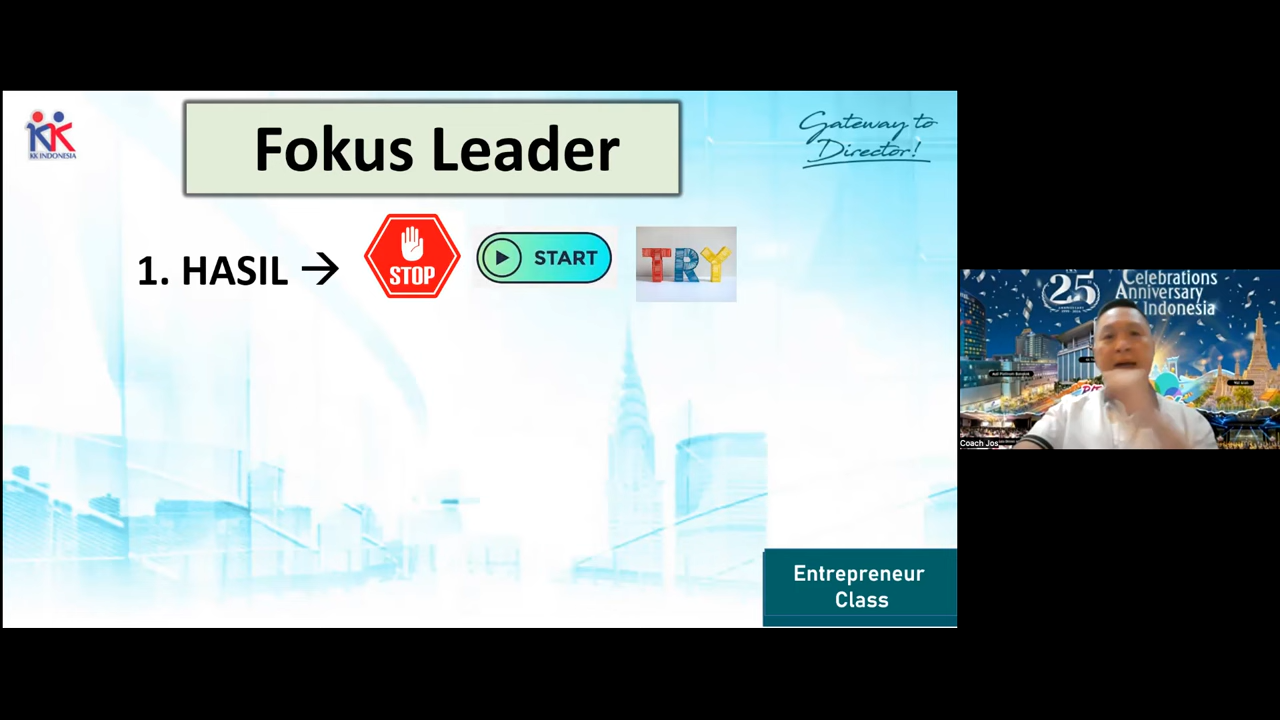 KK INDONESIA
Fokus Leader
Gateway to
Director!
1. HASIL →
STOP
START
TRY
Entrepreneur
Class
25
Celebrations
Anniversary
Indonesia
Coach Jos